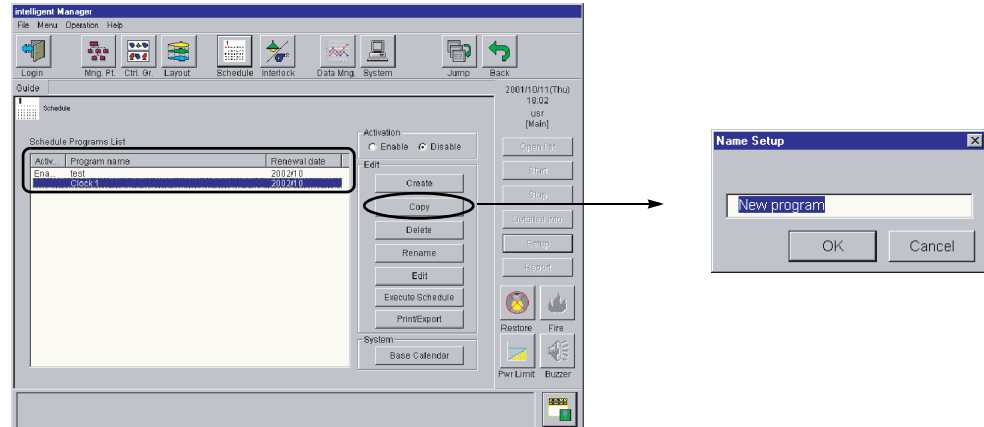 intelligent Manager
File Menu Operation Help
Login Mng. Pt. Ctrl. Gr. Layout Schedule Interlock Data Mng. System Jump Back
Guide
2001/10/11(Thu)
18:02
usr
[Main]
1
Schedule
Schedule Programs List
Activ... Program name Renewal date
Ena... test 2002/10
Clock1 2002/10
Activation
Enable Disable
Edit
Create
Copy
Delete
Rename
Edit
Execute Schedule
Print/Export
System
Base Calendar
Open list
Start
Stop
Detailed info
Setup
Report
Restore Fire
Pwr Limit Buzzer
Name Setup
New program
OK Cancel